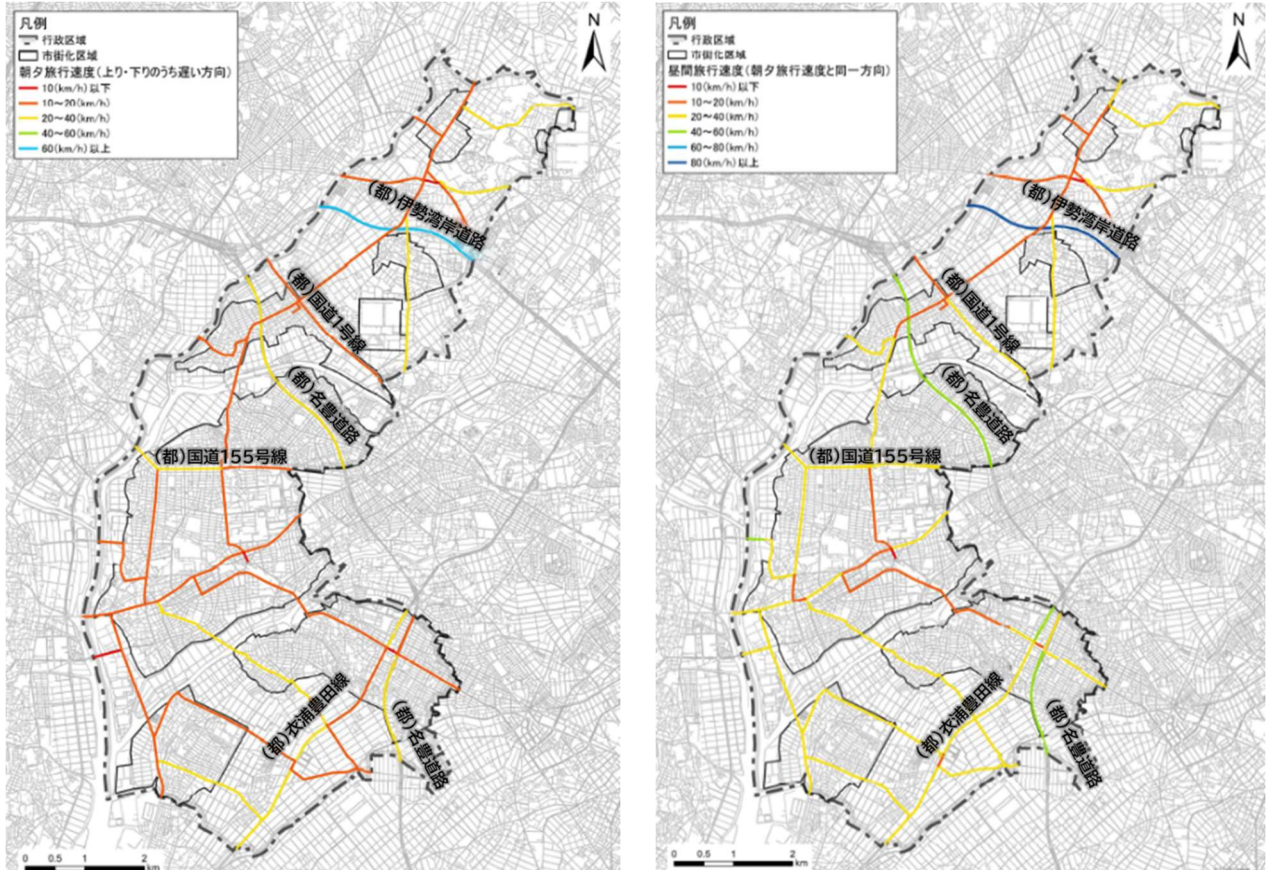 凡例
行政区域
市街化区域
朝夕旅行速度(上り・下りのうち遅い方向)
10(km/h)以下
10～20(km/h)
20～40(km/h)
40～60(km/h)
60(km/h)以上
N
(都)伊勢湾岸道路
(都)国道1号線
(都)名豊道路
(都)国道155号線
(都)衣浦豊田線
(都)名豊道路
0 0.5 1 2
km
凡例
行政区域
市街化区域
昼間旅行速度(朝夕旅行速度と同一方向)
10(km/h)以下
10～20(km/h)
20～40(km/h)
40～60(km/h)
60～80(km/h)
80(km/h)以上
N
(都)伊勢湾岸道路
(都)国道1号線
(都)名豊道路
(都)国道155号線
(都)衣浦豊田線
(都)名豊道路
0 0.5 1 2
km